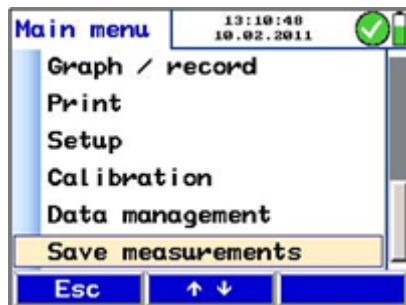 Main menu
13:10:48
10.02.2011
Graph / record
Print
Setup
Calibration
Data management
Save measurements
Esc